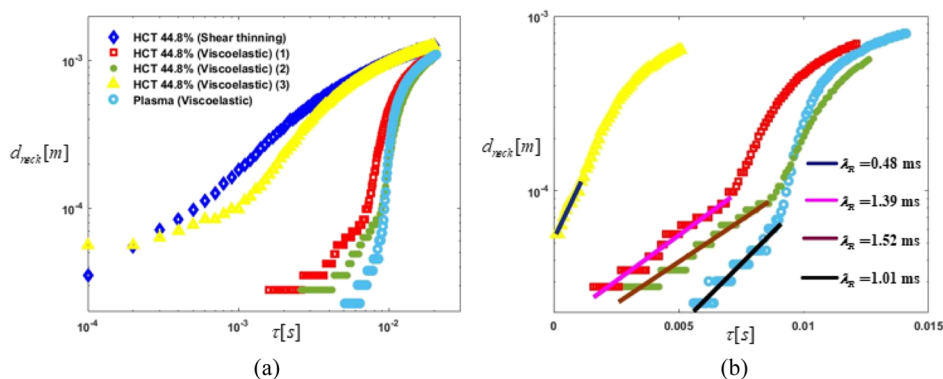 10⁻³
HCT 44.8% (Shear thinning)
HCT 44.8% (Viscoelastic) (1)
HCT 44.8% (Viscoelastic) (2)
HCT 44.8% (Viscoelastic) (3)
Plasma (Viscoelastic)
d_neck [m]
10⁻⁴
10⁻⁴
10⁻³
10⁻²
τ[s]
(a)
10⁻³
d_neck [m]
10⁻⁴
λ_R =0.48 ms
λ_R =1.39 ms
λ_R =1.52 ms
λ_R =1.01 ms
0
0.005
0.01
0.015
τ[s]
(b)